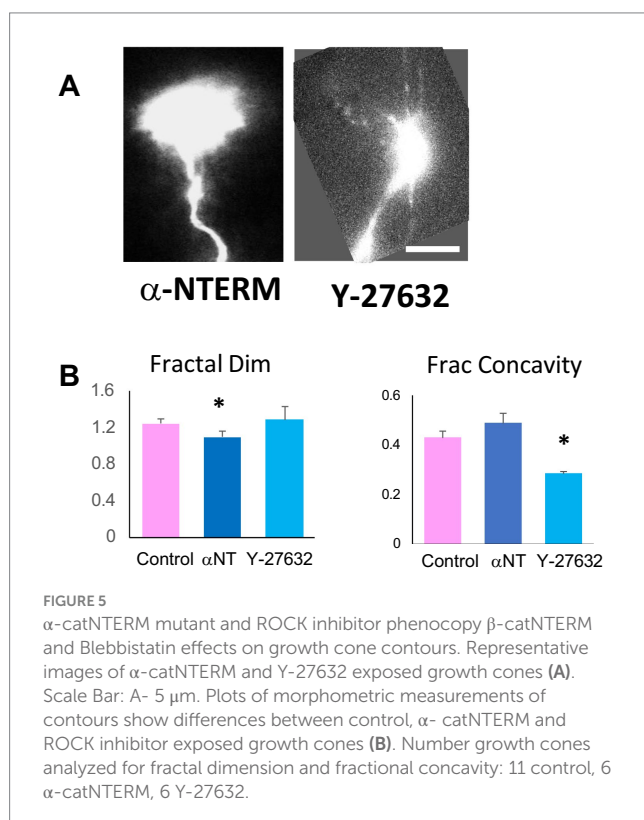 A
α-NTERM
Y-27632
B
Fractal Dim
1.6
*
1.2
0.8
0.4
0
Control αNT Y-27632
Frac Concavity
0.6
0.4
*
0.2
0
Control αNT Y-27632
FIGURE 5
α-catNTERM mutant and ROCK inhibitor phenocopy β-catNTERM
and Blebbistatin effects on growth cone contours. Representative
images of α-catNTERM and Y-27632 exposed growth cones (A).
Scale Bar: A- 5 μm. Plots of morphometric measurements of
contours show differences between control, α- catNTERM and
ROCK inhibitor exposed growth cones (B). Number growth cones
analyzed for fractal dimension and fractional concavity: 11 control, 6
α-catNTERM, 6 Y-27632.